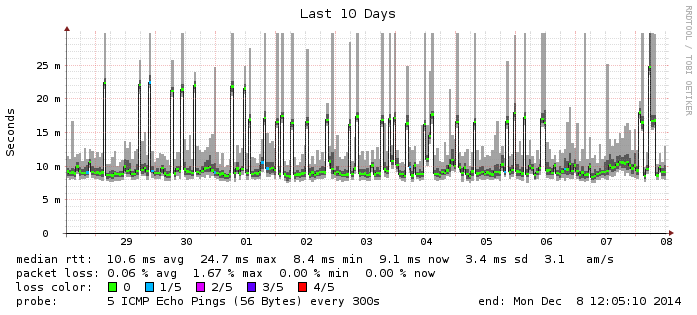 Last 10 Days
RRDTOOL / TOBI OETIKER
Seconds
25 m
20 m
15 m
10 m
5 m
0
29 30 01 02 03 04 05 06 07 08
median rtt: 10.6 ms avg 24.7 ms max 8.4 ms min 9.1 ms now 3.4 ms sd 3.1 am/s
packet loss: 0.06 % avg 1.67 % max 0.00 % min 0.00 % now
loss color: 0 1/5 2/5 3/5 4/5
probe: 5 ICMP Echo Pings (56 Bytes) every 300s end: Mon Dec 8 12:05:10 2014